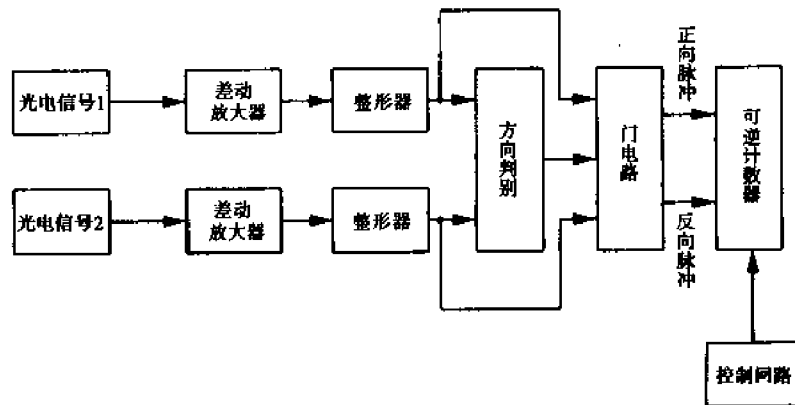 光电信号1
差动
放大器
整形器
方向判别
门电路
正向脉冲
可逆计数器
光电信号2
差动
放大器
整形器
反向脉冲
控制回路